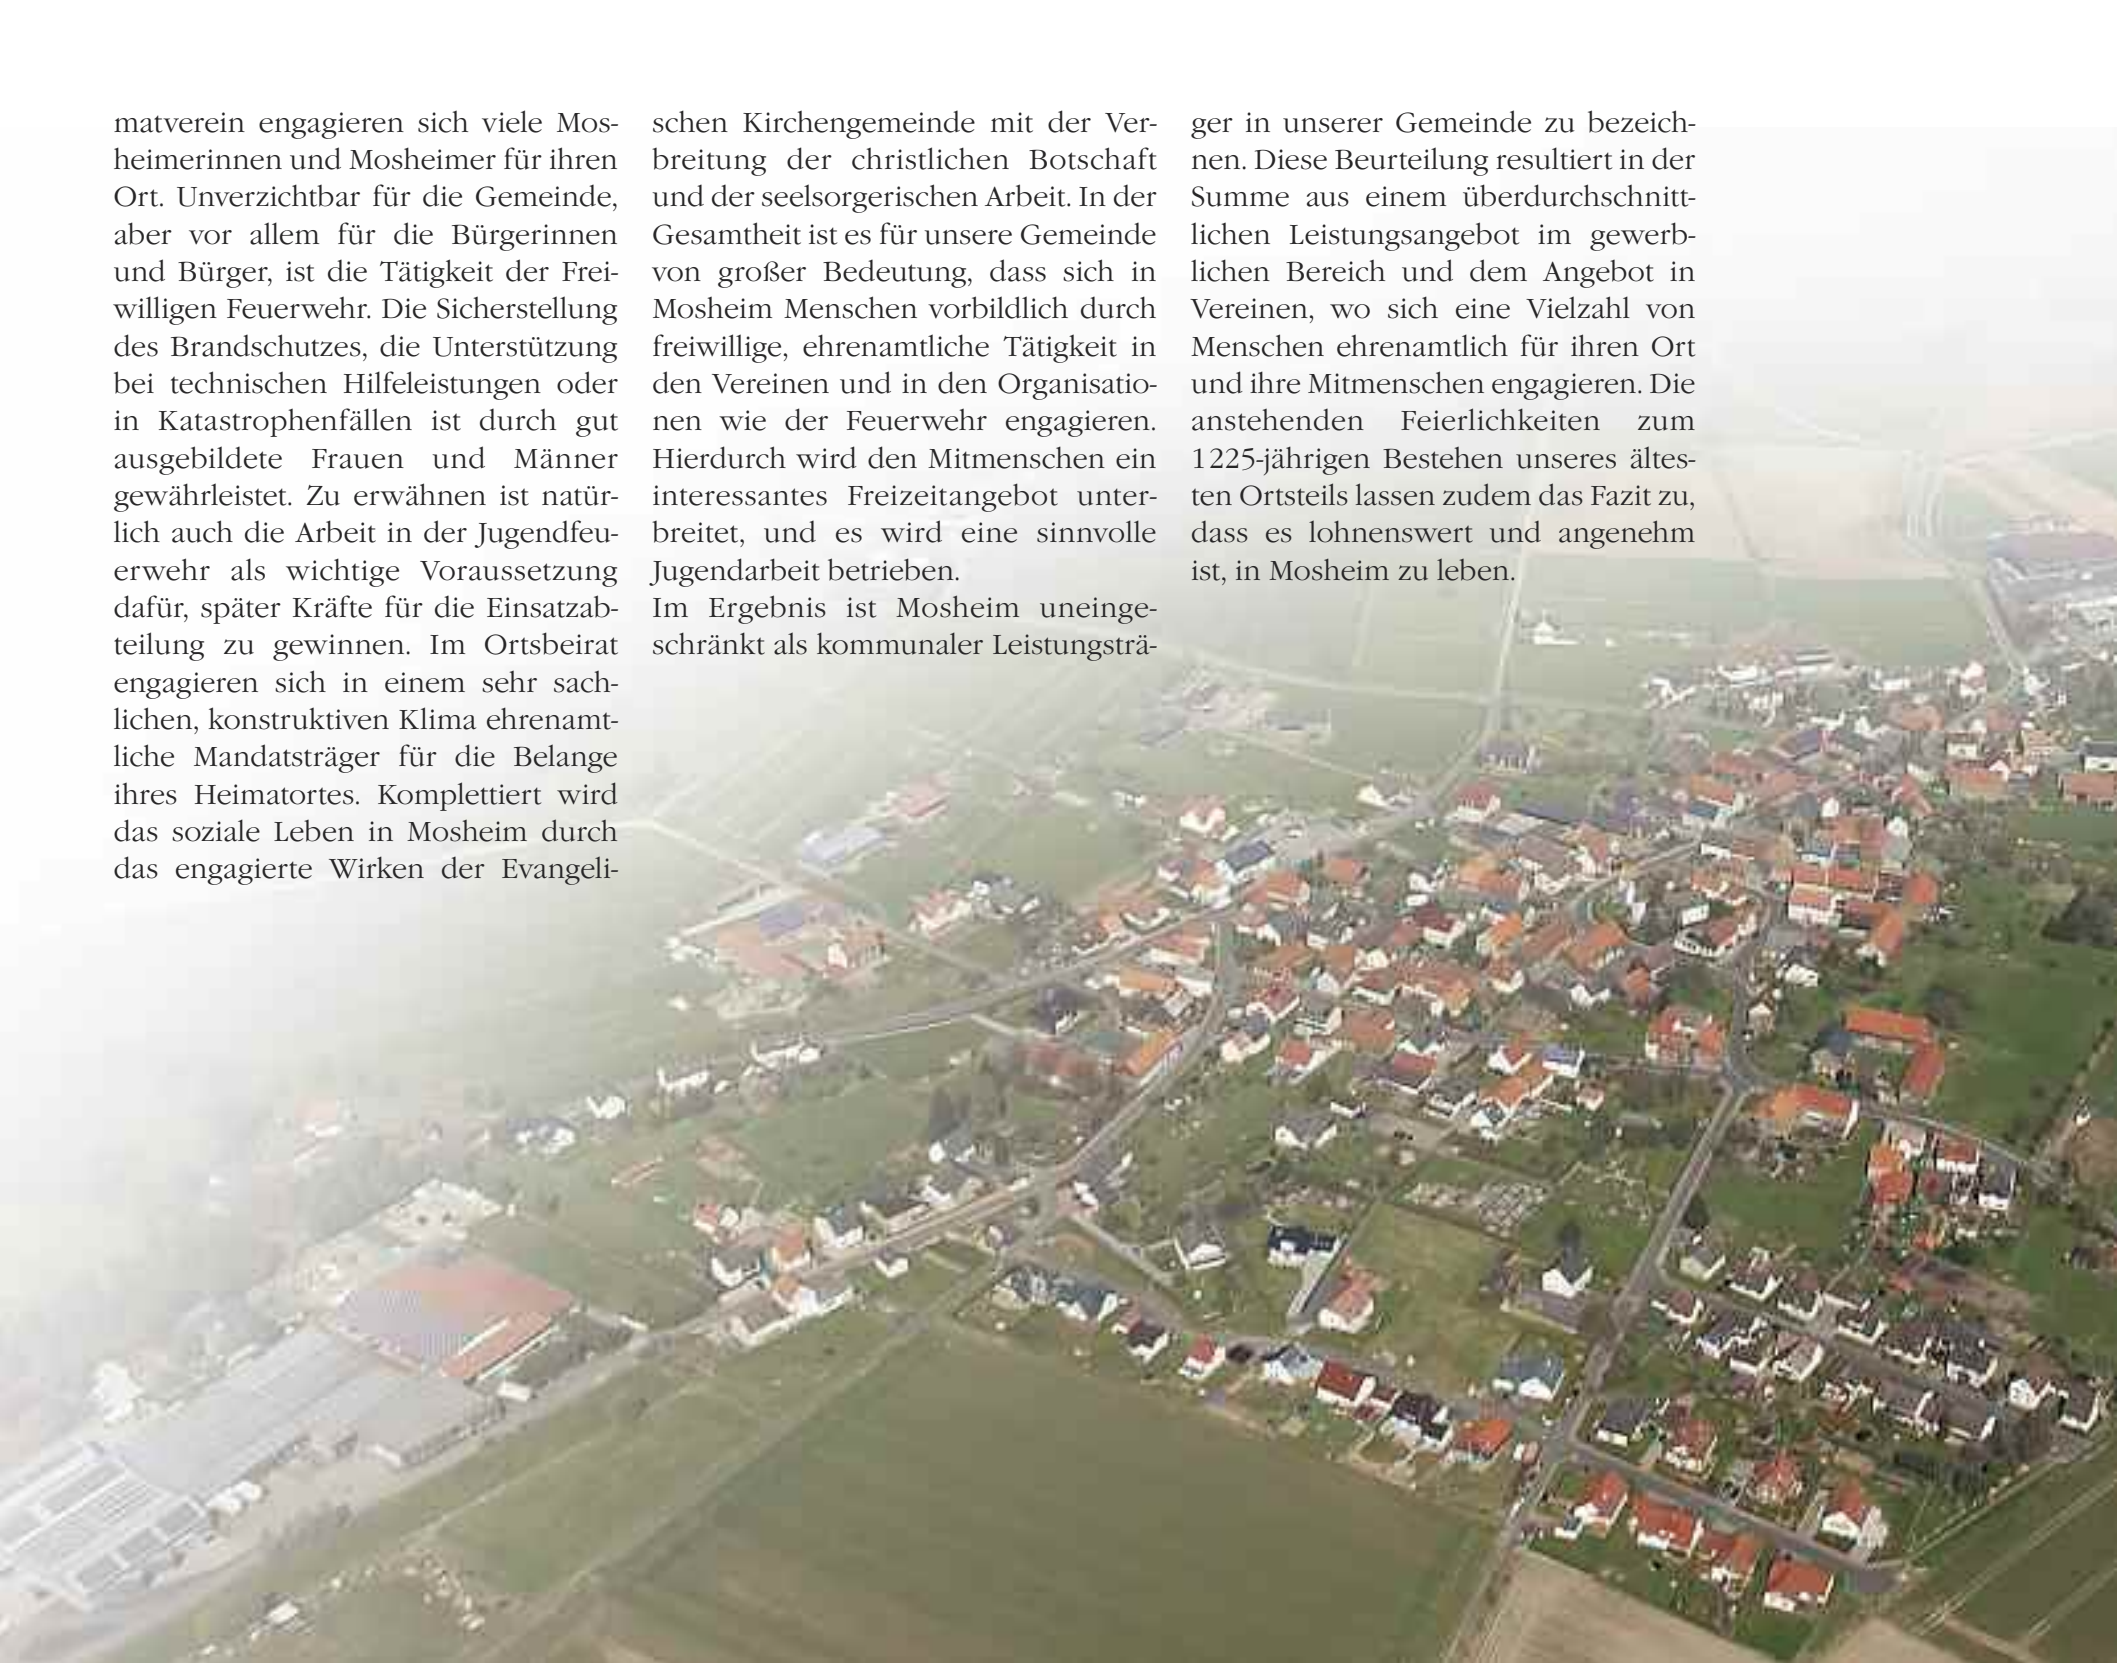 matverein engagieren sich viele Mos-
heimerinnen und Mosheimer für ihren
Ort. Unverzichtbar für die Gemeinde,
aber vor allem für die Bürgerinnen
und Bürger, ist die Tätigkeit der Frei-
willigen Feuerwehr. Die Sicherstellung
des Brandschutzes, die Unterstützung
bei technischen Hilfeleistungen oder
in Katastrophenfällen ist durch gut
ausgebildete Frauen und Männer
gewährleistet. Zu erwähnen ist natür-
lich auch die Arbeit in der Jugendfeu-
erwehr als wichtige Voraussetzung
dafür, später Kräfte für die Einsatzab-
teilung zu gewinnen. Im Ortsbeirat
engagieren sich in einem sehr sach-
lichen, konstruktiven Klima ehrenamt-
liche Mandatsträger für die Belange
ihres Heimatortes. Komplettiert wird
das soziale Leben in Mosheim durch
das engagierte Wirken der Evangeli-
schen Kirchengemeinde mit der Ver-
breitung der christlichen Botschaft
und der seelsorgerischen Arbeit. In der
Gesamtheit ist es für unsere Gemeinde
von großer Bedeutung, dass sich in
Mosheim Menschen vorbildlich durch
freiwillige, ehrenamtliche Tätigkeit in
den Vereinen und in den Organisatio-
nen wie der Feuerwehr engagieren.
Hierdurch wird den Mitmenschen ein
interessantes Freizeitangebot unter-
breitet, und es wird eine sinnvolle
Jugendarbeit betrieben.
Im Ergebnis ist Mosheim uneinge-
schränkt als kommunaler Leistungsträ-
ger in unserer Gemeinde zu bezeich-
nen. Diese Beurteilung resultiert in der
Summe aus einem überdurchschnitt-
lichen Leistungsangebot im gewerb-
lichen Bereich und dem Angebot in
Vereinen, wo sich eine Vielzahl von
Menschen ehrenamtlich für ihren Ort
und ihre Mitmenschen engagieren. Die
anstehenden Feierlichkeiten zum
1225-jährigen Bestehen unseres ältes-
ten Ortsteils lassen zudem das Fazit zu,
dass es lohnenswert und angenehm
ist, in Mosheim zu leben.